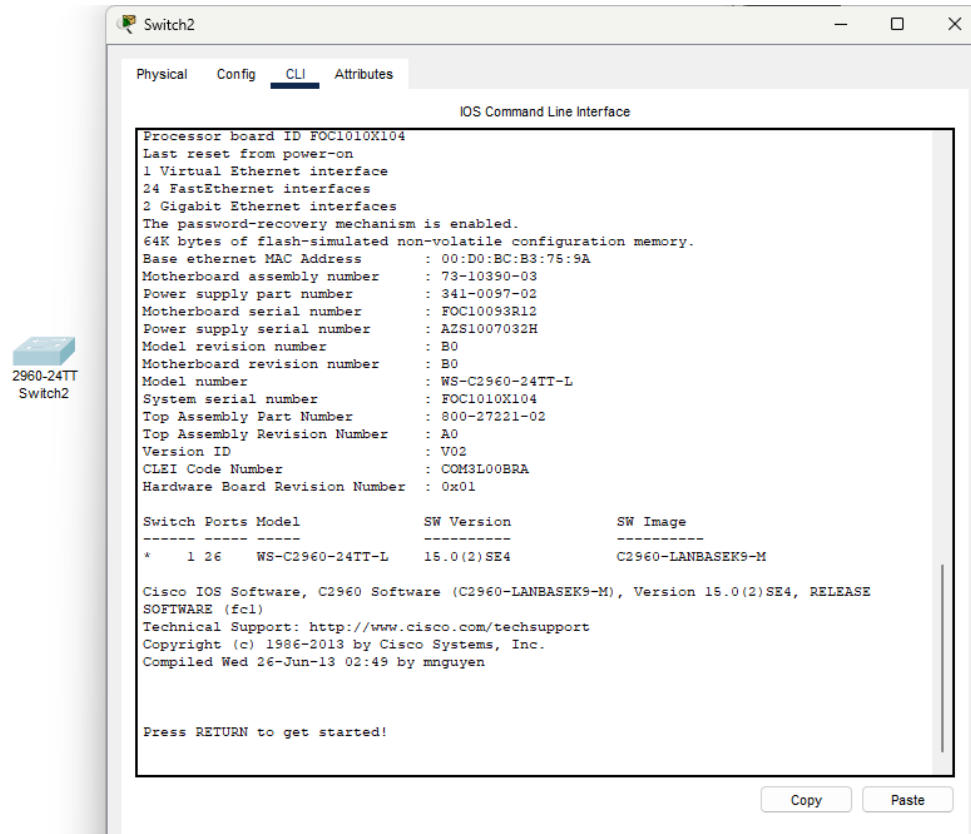 Switch2
Physical Config CLI Attributes
IOS Command Line Interface
Processor board ID FOC1010X104
Last reset from power-on
1 Virtual Ethernet interface
24 FastEthernet interfaces
2 Gigabit Ethernet interfaces
The password-recovery mechanism is enabled.
64K bytes of flash-simulated non-volatile configuration memory.
Base ethernet MAC Address : 00:D0:BC:B3:75:9A
Motherboard assembly number : 73-10390-03
Power supply part number : 341-0097-02
Motherboard serial number : FOC10093R12
Power supply serial number : AZS1007032H
Model revision number : B0
Motherboard revision number : B0
Model number : WS-C2960-24TT-L
System serial number : FOC1010X104
Top Assembly Part Number : 800-27221-02
Top Assembly Revision Number : A0
Version ID : V02
CLEI Code Number : COM3L00BRA
Hardware Board Revision Number : 0x01
Switch Ports Model SW Version SW Image
------ ----- ----- ---------- ----------
* 1 26 WS-C2960-24TT-L 15.0(2)SE4 C2960-LANBASEK9-M
Cisco IOS Software, C2960 Software (C2960-LANBASEK9-M), Version 15.0(2)SE4, RELEASE
SOFTWARE (fc1)
Technical Support: http://www.cisco.com/techsupport
Copyright (c) 1986-2013 by Cisco Systems, Inc.
Compiled Wed 26-Jun-13 02:49 by mnguyen
Press RETURN to get started!
Copy Paste
2960-24TT
Switch2